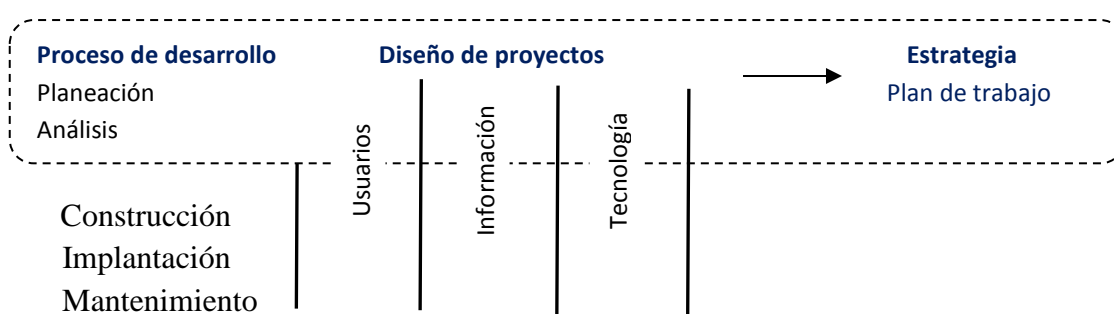 Proceso de desarrollo
Diseño de proyectos
Estrategia
Planeación
Plan de trabajo
Análisis
Usuarios
Información
Tecnología
Construcción
Implantación
Mantenimiento